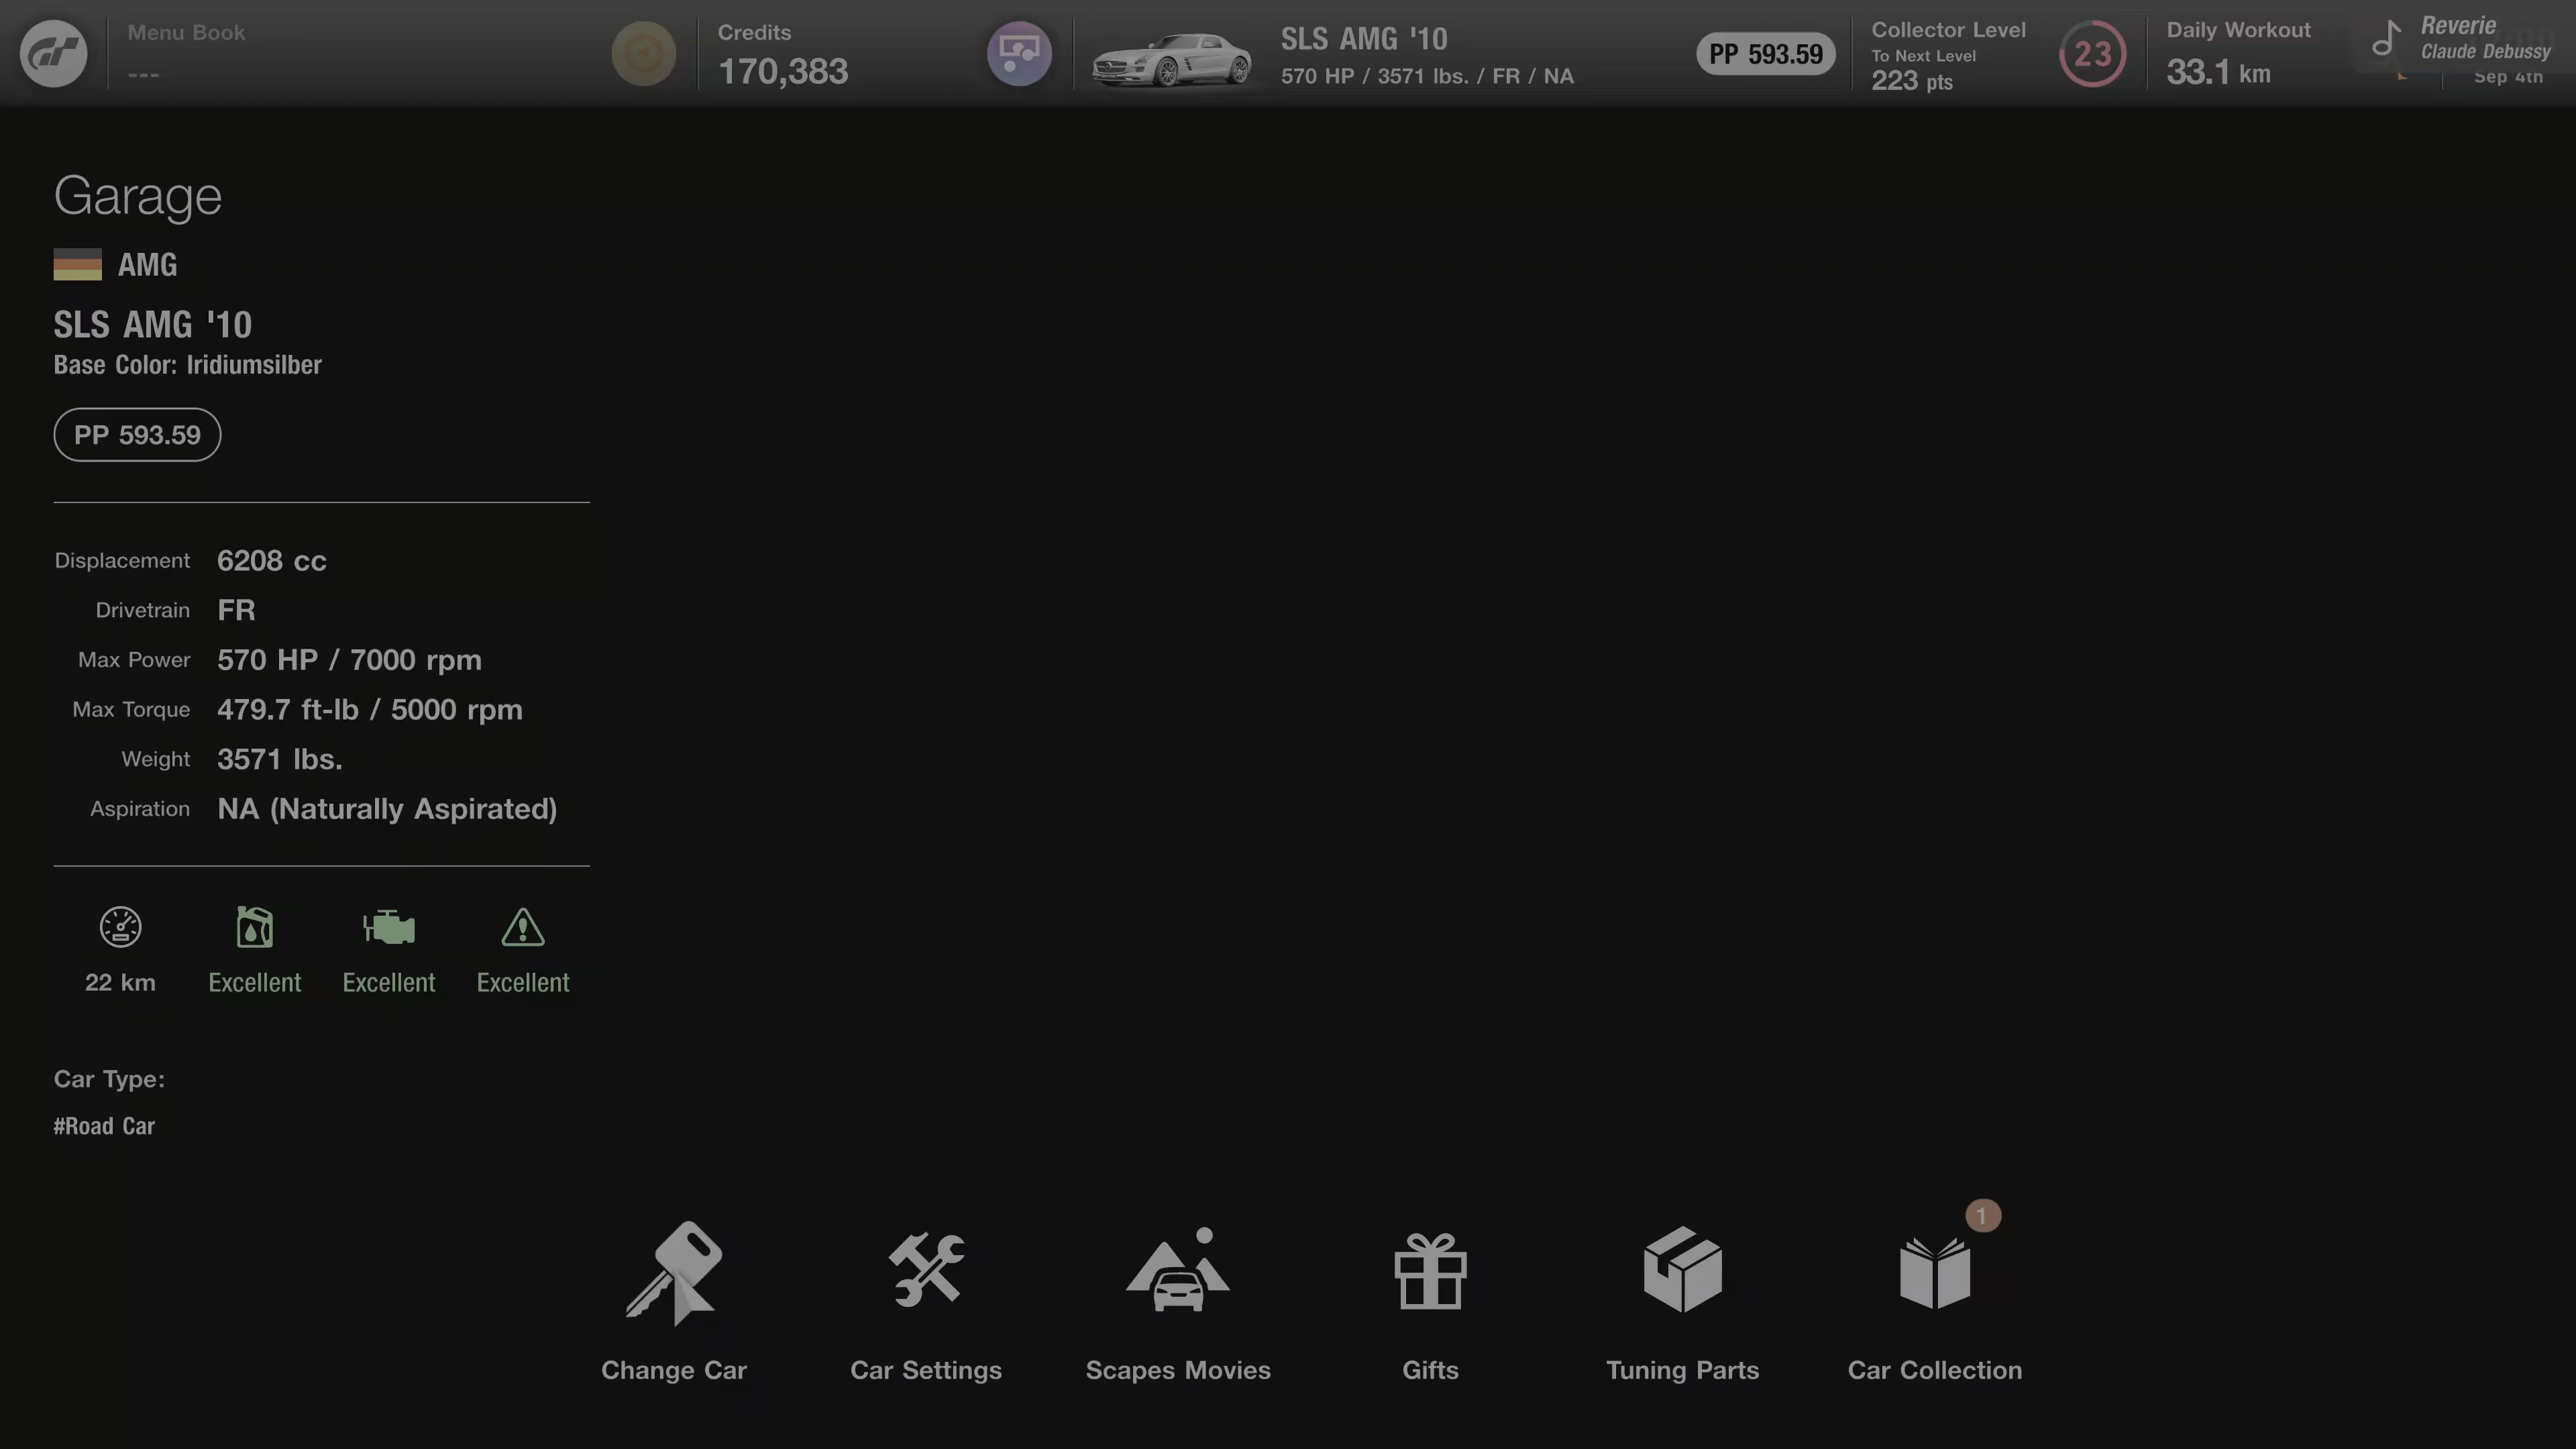 Menu Book
---
Credits
170,383
SLS AMG '10
570 HP / 3571 lbs. / FR / NA
PP 593.59
Collector Level
To Next Level
223 pts
23
Daily Workout
33.1 km
Reverie
Claude Debussy
Sep 4th
Garage
AMG
SLS AMG '10
Base Color: Iridiumsilber
PP 593.59
Displacement 6208 cc
Drivetrain FR
Max Power 570 HP / 7000 rpm
Max Torque 479.7 ft-lb / 5000 rpm
Weight 3571 lbs.
Aspiration NA (Naturally Aspirated)
22 km Excellent Excellent Excellent
Car Type:
#Road Car
1
Change Car Car Settings Scapes Movies Gifts Tuning Parts Car Collection